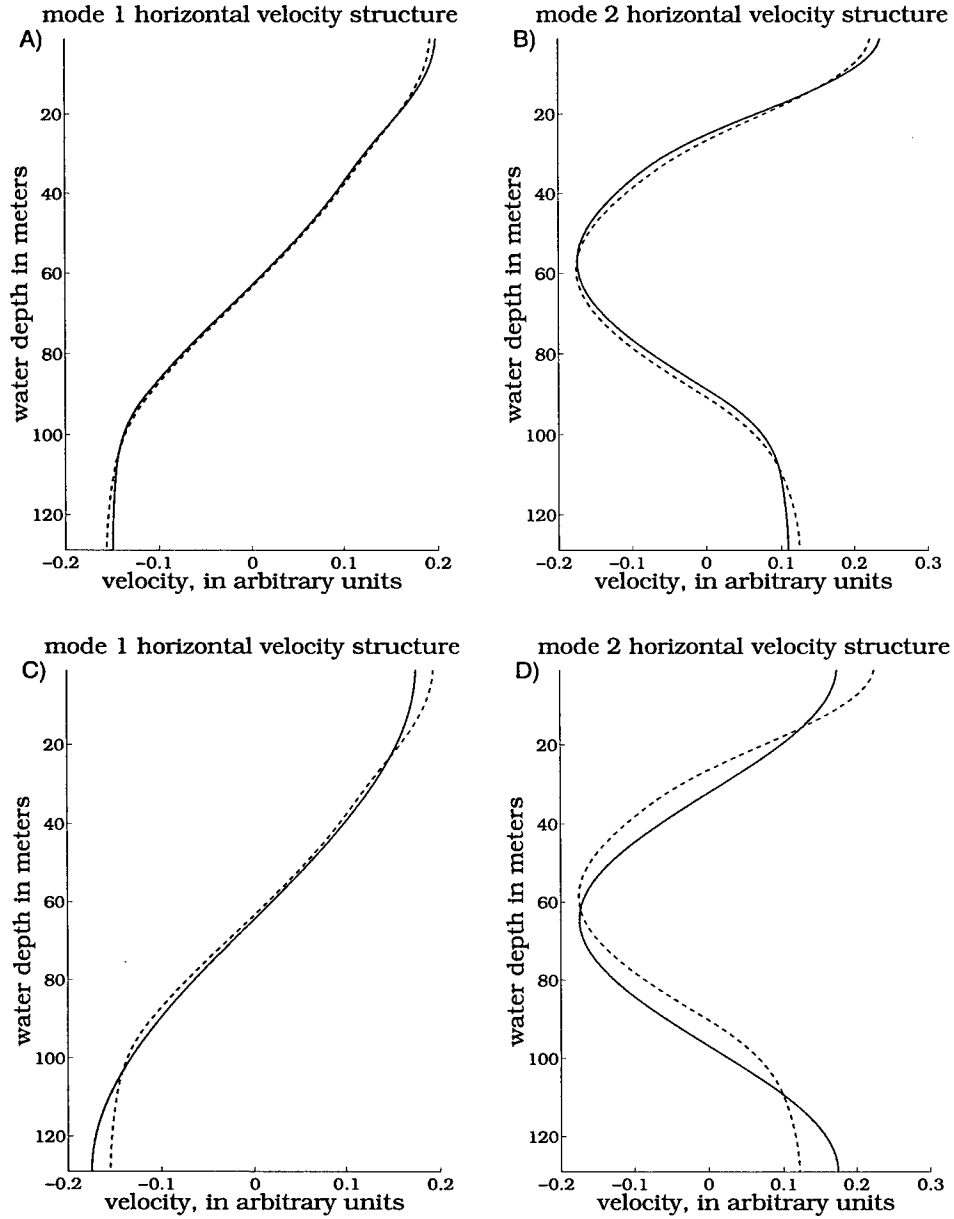 mode 1 horizontal velocity structure
A)
20
40
60
80
100
120
water depth in meters
−0.2 −0.1 0 0.1 0.2
velocity, in arbitrary units
mode 2 horizontal velocity structure
B)
20
40
60
80
100
120
water depth in meters
−0.2 −0.1 0 0.1 0.2 0.3
velocity, in arbitrary units
mode 1 horizontal velocity structure
C)
20
40
60
80
100
120
water depth in meters
−0.2 −0.1 0 0.1 0.2
velocity, in arbitrary units
mode 2 horizontal velocity structure
D)
20
40
60
80
100
120
water depth in meters
−0.2 −0.1 0 0.1 0.2 0.3
velocity, in arbitrary units